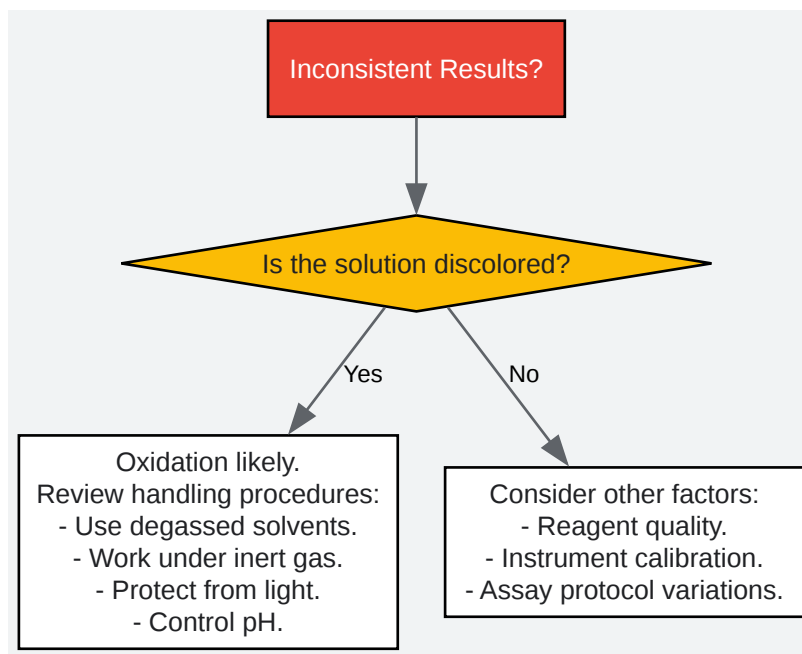 Inconsistent Results?
Is the solution discolored?
Yes
No
Oxidation likely.
Review handling procedures:
- Use degassed solvents.
- Work under inert gas.
- Protect from light.
- Control pH.
Consider other factors:
- Reagent quality.
- Instrument calibration.
- Assay protocol variations.